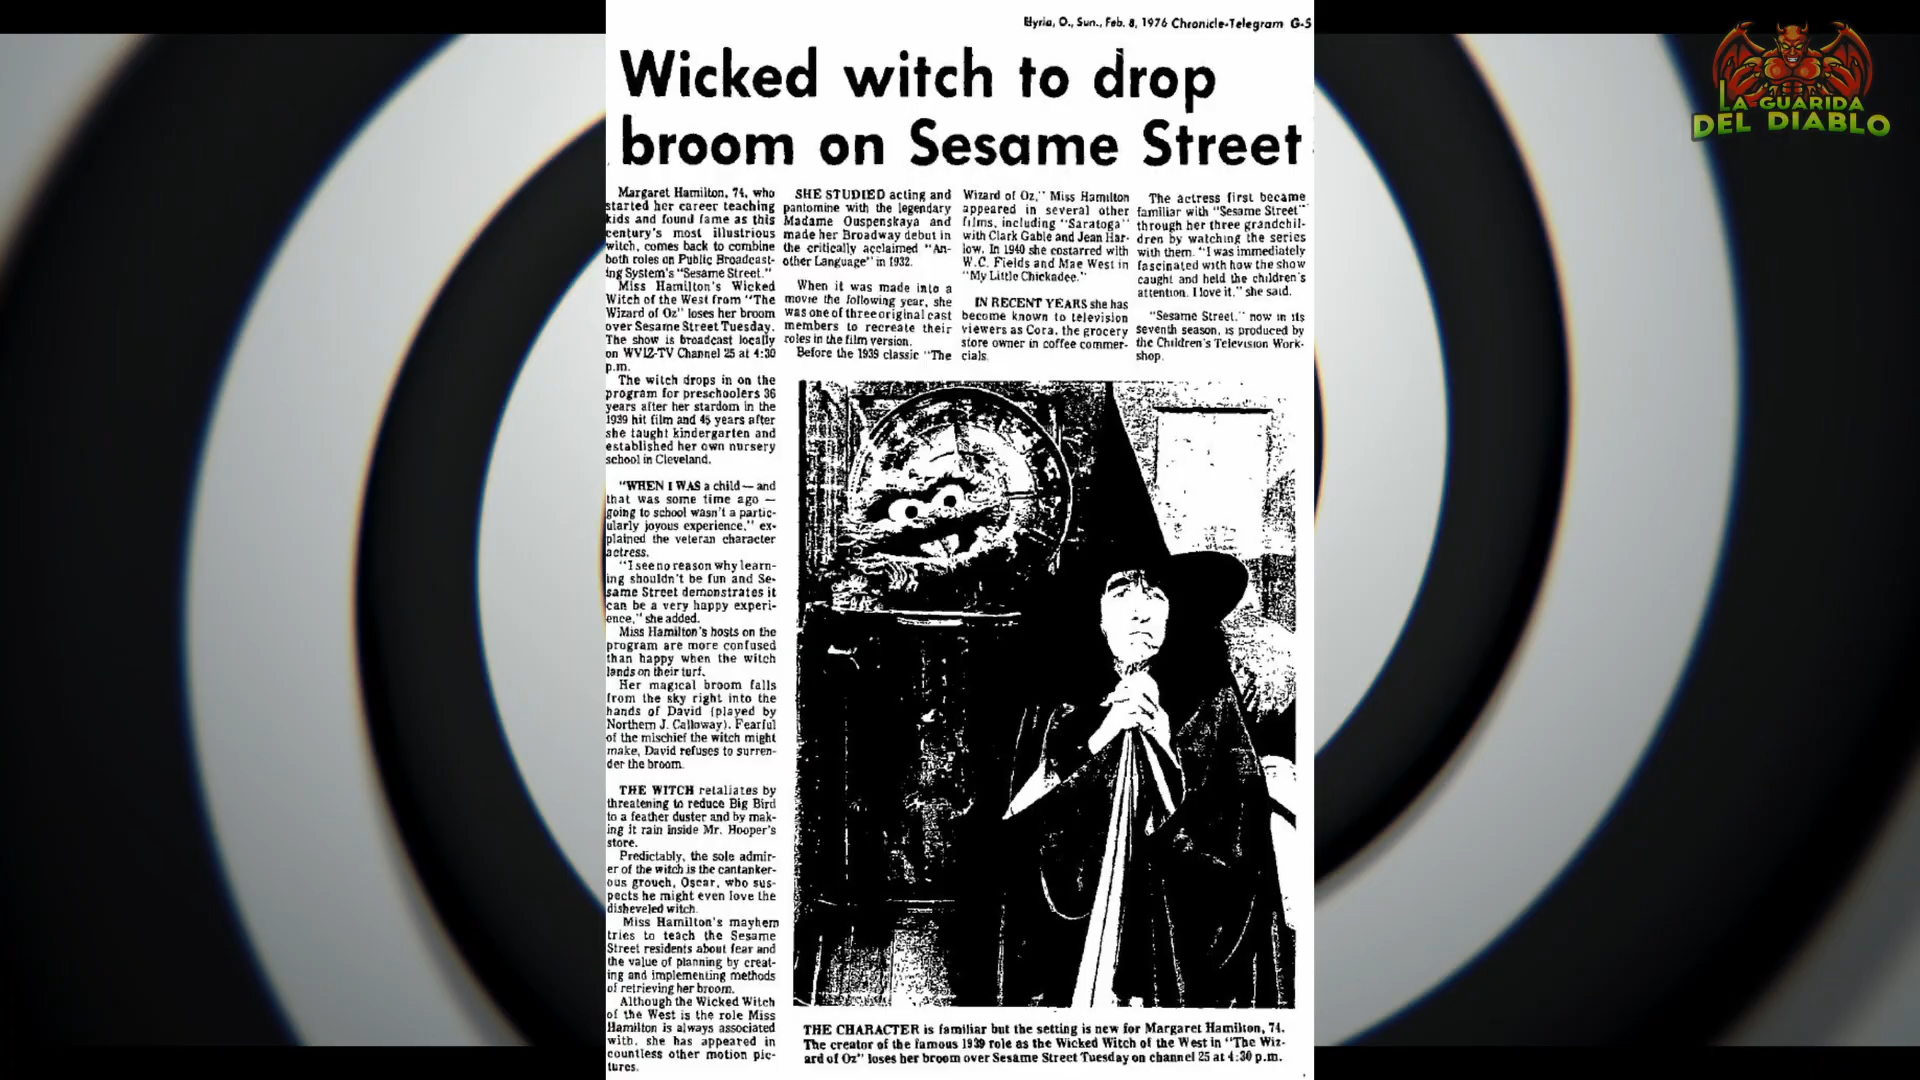 Elyria, O., Sun., Feb. 8, 1976 Chronicle-Telegram G-5
LA GUARIDA
DEL DIABLO
Wicked witch to drop
broom on Sesame Street
Margaret Hamilton, 74, who
started her career teaching
kids and found fame as this
century's most illustrious
witch, comes back to combine
both roles on Public Broadcast-
ing System's "Sesame Street."
Miss Hamilton's Wicked
Witch of the West from "The
Wizard of Oz" loses her broom
over Sesame Street Tuesday.
The show is broadcast locally
on WVIZ-TV Channel 25 at 4:30
p.m.
The witch drops in on the
program for preschoolers 36
years after her stardom in the
1939 hit film and 45 years after
she taught kindergarten and
established her own nursery
school in Cleveland.
"WHEN I WAS a child — and
that was some time ago —
going to school wasn't a partic-
ularly joyous experience," ex-
plained the veteran character
actress.
"I see no reason why learn-
ing shouldn't be fun and Se-
same Street demonstrates it
can be a very happy experi-
ence," she added.
Miss Hamilton's hosts on the
program are more confused
than happy when the witch
lands on their turf.
Her magical broom falls
from the sky right into the
hands of David (played by
Northern J. Calloway). Fearful
of the mischief the witch might
make, David refuses to surren-
der the broom.
THE WITCH retaliates by
threatening to reduce Big Bird
to a feather duster and by mak-
ing it rain inside Mr. Hooper's
store.
Predictably, the sole admir-
er of the witch is the cantanker-
ous grouch, Oscar, who sus-
pects he might even love the
disheveled witch.
Miss Hamilton's mayhem
tries to teach the Sesame
Street residents about fear and
the value of planning by creat-
ing and implementing methods
of retrieving her broom.
Although the Wicked Witch
of the West is the role Miss
Hamilton is always associated
with, she has appeared in
countless other motion pic-
tures.
SHE STUDIED acting and
pantomine with the legendary
Madame Ouspenskaya and
made her Broadway debut in
the critically acclaimed "An-
other Language" in 1932.
When it was made into a
movie the following year, she
was one of three original cast
members to recreate their
roles in the film version.
Before the 1939 classic "The
Wizard of Oz," Miss Hamilton
appeared in several other
films, including "Saratoga"
with Clark Gable and Jean Har-
low. In 1940 she costarred with
W.C. Fields and Mae West in
"My Little Chickadee."
IN RECENT YEARS she has
become known to television
viewers as Cora, the grocery
store owner in coffee commer-
cials.
The actress first became
familiar with "Sesame Street"
through her three grandchil-
dren by watching the series
with them. "I was immediately
fascinated with how the show
caught and held the children's
attention. I love it," she said.
"Sesame Street," now in its
seventh season, is produced by
the Children's Television Work-
shop.
THE CHARACTER is familiar but the setting is new for Margaret Hamilton, 74.
The creator of the famous 1939 role as the Wicked Witch of the West in "The Wiz-
ard of Oz" loses her broom over Sesame Street Tuesday on channel 25 at 4:30 p.m.